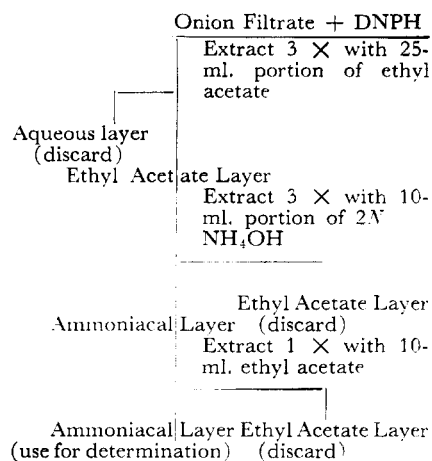 Onion Filtrate + DNPH
Extract 3 × with 25-
ml. portion of ethyl
acetate
Aqueous layer
(discard)
Ethyl Acetate Layer
Extract 3 × with 10-
ml. portion of 2N
NH₄OH
Ethyl Acetate Layer
Ammoniacal Layer (discard)
Extract 1 × with 10-
ml. ethyl acetate
Ammoniacal Layer Ethyl Acetate Layer
(use for determination) (discard)